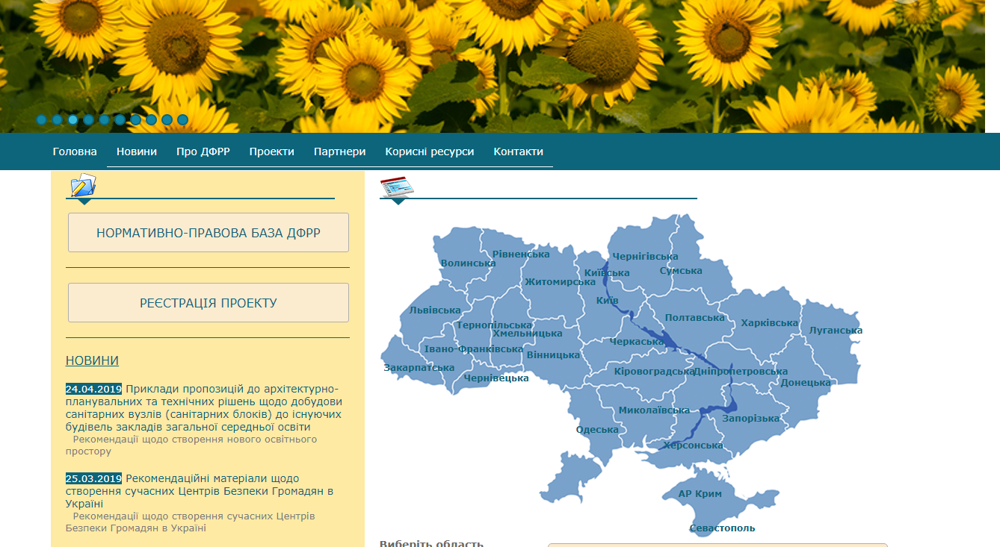 Головна Новини Про ДФРР Проекти Партнери Корисні ресурси Контакти
НОРМАТИВНО-ПРАВОВА БАЗА ДФРР
РЕЄСТРАЦІЯ ПРОЕКТУ
НОВИНИ
24.04.2019 Приклади пропозицій до архітектурно-
планувальних та технічних рішень щодо добудови
санітарних вузлів (санітарних блоків) до існуючих
будівель закладів загальної середньої освіти
Рекомендації щодо створення нового освітнього
простору
25.03.2019 Рекомендаційні матеріали щодо
створення сучасних Центрів Безпеки Громадян в
Україні
Рекомендації щодо створення сучасних Центрів
Безпеки Громадян в Україні
Волинська
Рівненська
Житомирська
Київська
Чернігівська
Сумська
Київ
Львівська
Тернопільська
Хмельницька
Вінницька
Івано-Франківська
Закарпатська
Чернівецька
Черкаська
Полтавська
Харківська
Луганська
Кіровоградська
Дніпропетровська
Донецька
Миколаївська
Запорізька
Одеська
Херсонська
АР Крим
Севастополь
Виберіть область